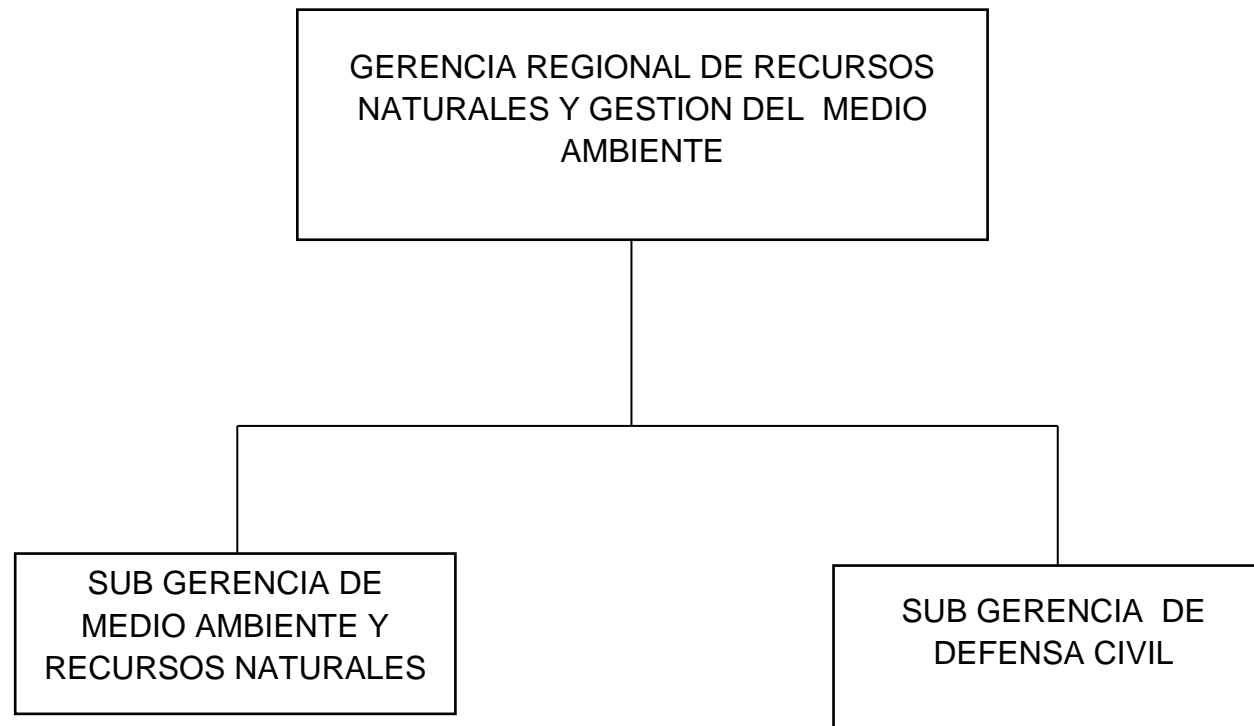 GERENCIA REGIONAL DE RECURSOS
NATURALES Y GESTION DEL MEDIO
AMBIENTE
SUB GERENCIA DE
MEDIO AMBIENTE Y
RECURSOS NATURALES
SUB GERENCIA DE
DEFENSA CIVIL